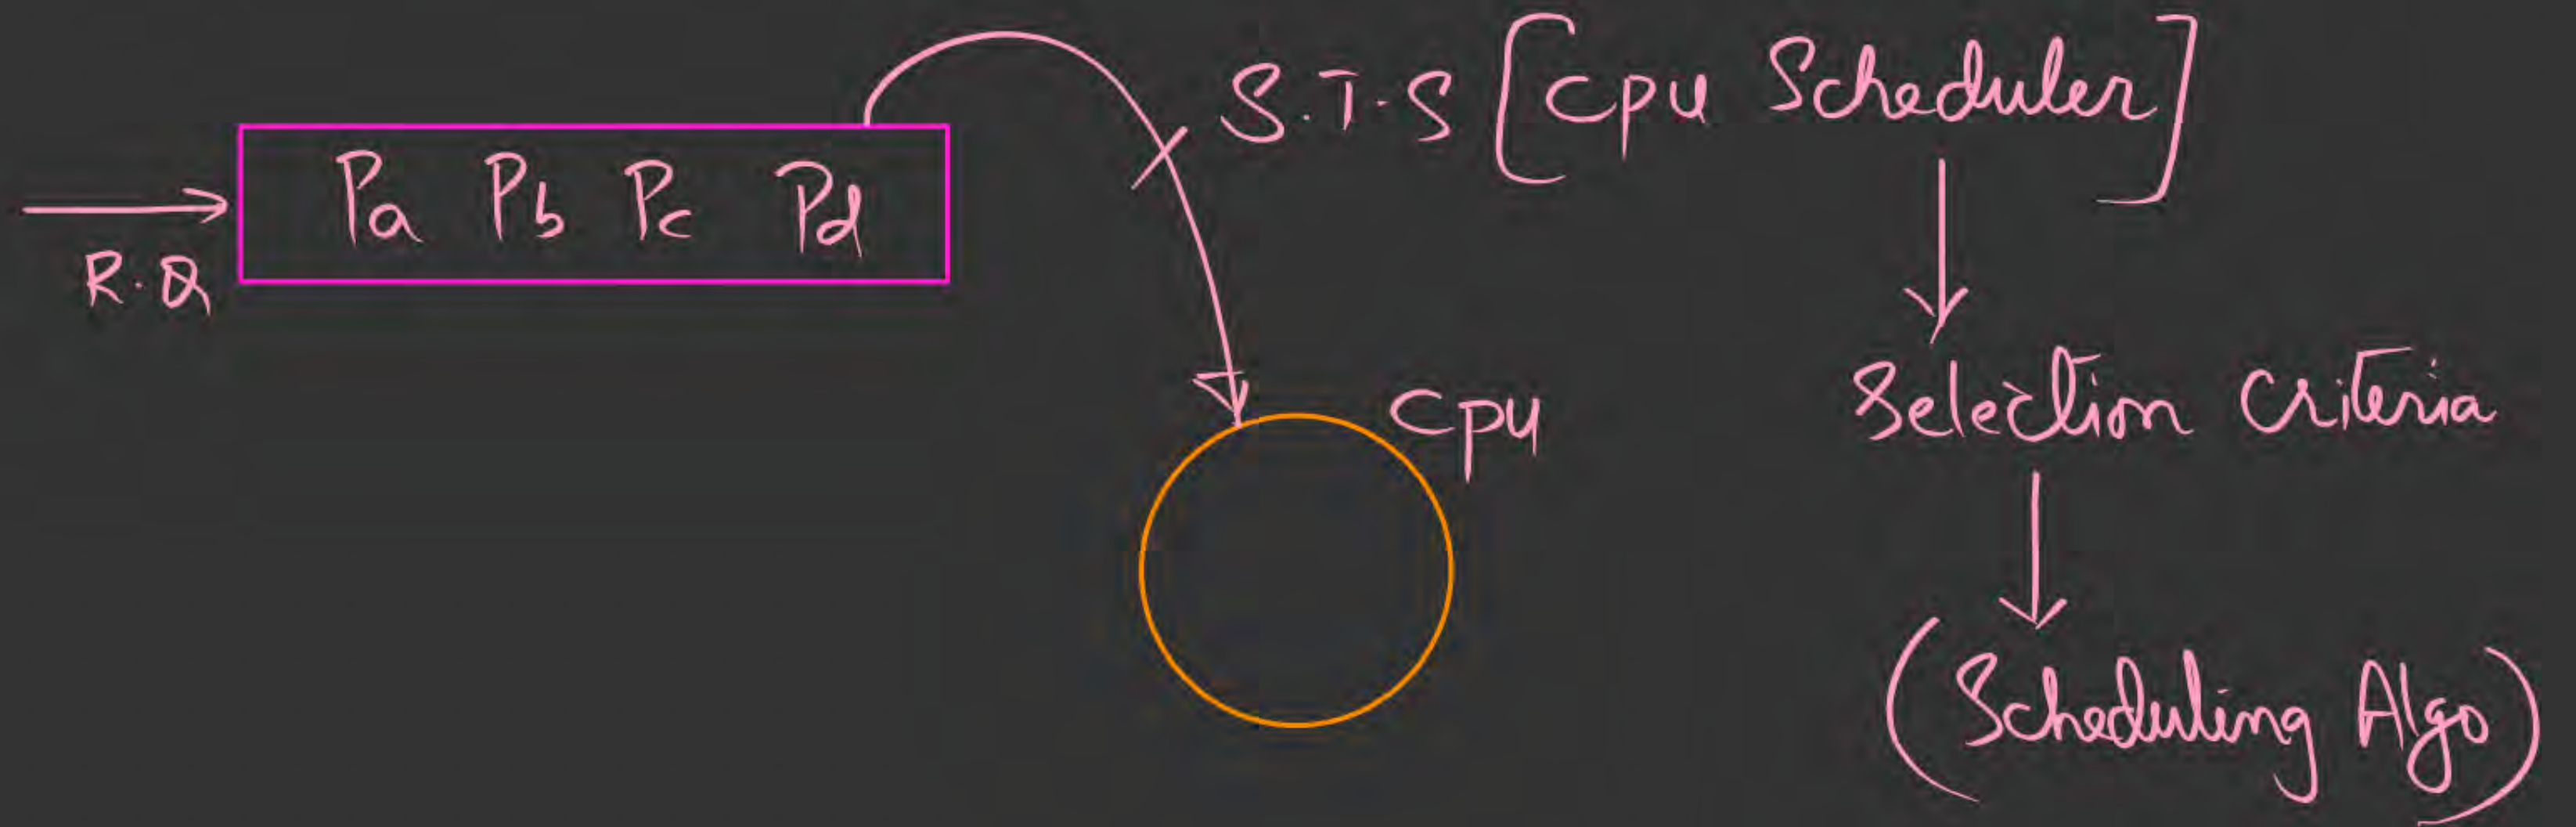 S.T.S [CPU Scheduler]
Pa Pb Pc Pd
R.Q
CPU
Selection Criteria
(Scheduling Algo)